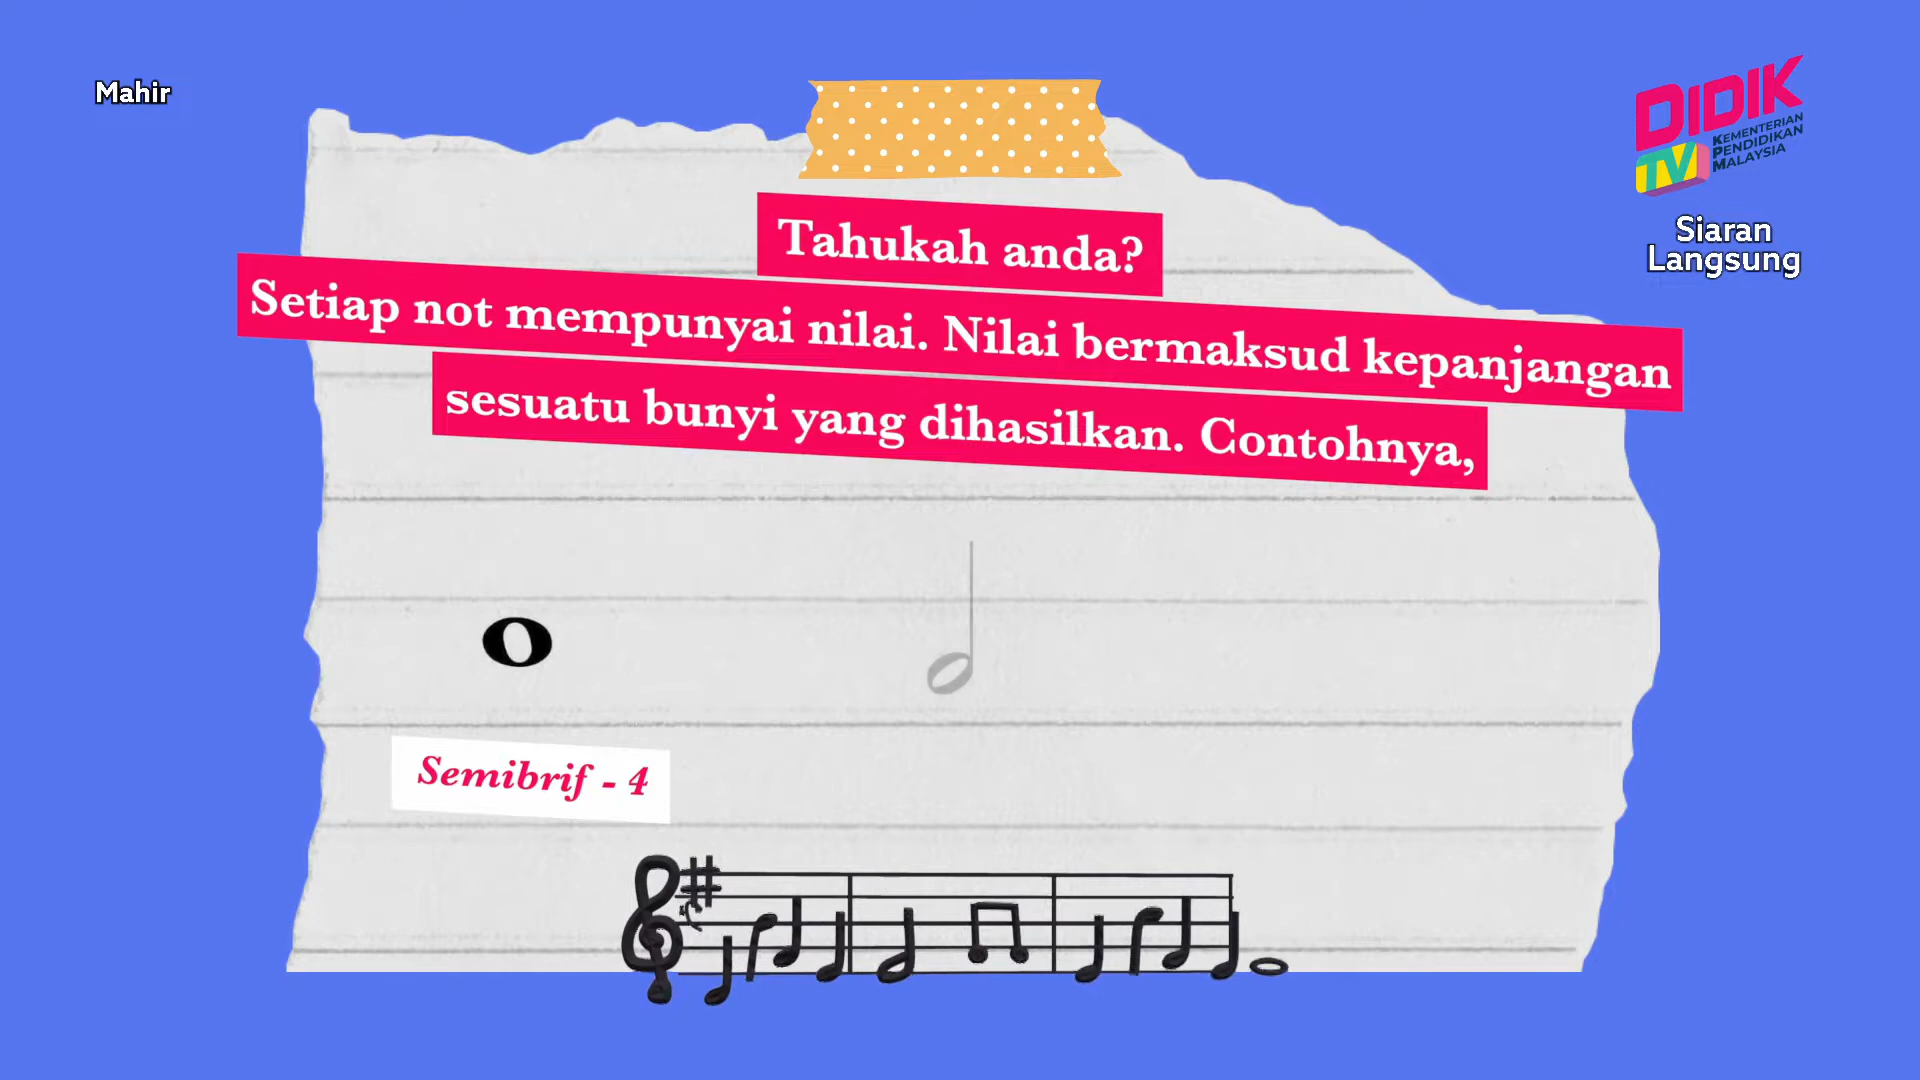 Mahir
DIDIK
TV
KEMENTERIAN
PENDIDIKAN
MALAYSIA
Siaran
Langsung
Tahukah anda?
Setiap not mempunyai nilai. Nilai bermaksud kepanjangan
sesuatu bunyi yang dihasilkan. Contohnya,
Semibrif - 4